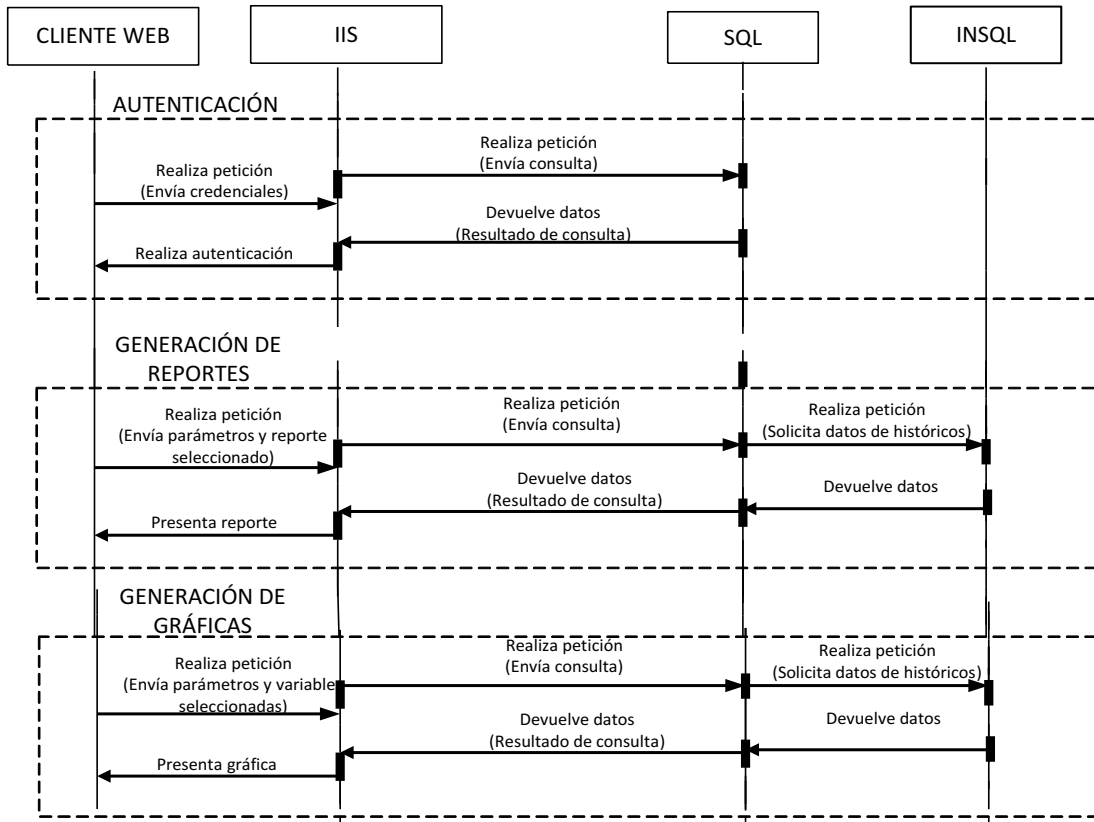 CLIENTE WEB
IIS
SQL
INSQL
AUTENTICACIÓN
Realiza petición
(Envía credenciales)
Realiza petición
(Envía consulta)
Devuelve datos
(Resultado de consulta)
Realiza autenticación
GENERACIÓN DE
REPORTES
Realiza petición
(Envía parámetros y reporte
seleccionado)
Realiza petición
(Envía consulta)
Realiza petición
(Solicita datos de históricos)
Devuelve datos
Devuelve datos
(Resultado de consulta)
Presenta reporte
GENERACIÓN DE
GRÁFICAS
Realiza petición
(Envía parámetros y variable
seleccionadas)
Realiza petición
(Envía consulta)
Realiza petición
(Solicita datos de históricos)
Devuelve datos
Devuelve datos
(Resultado de consulta)
Presenta gráfica